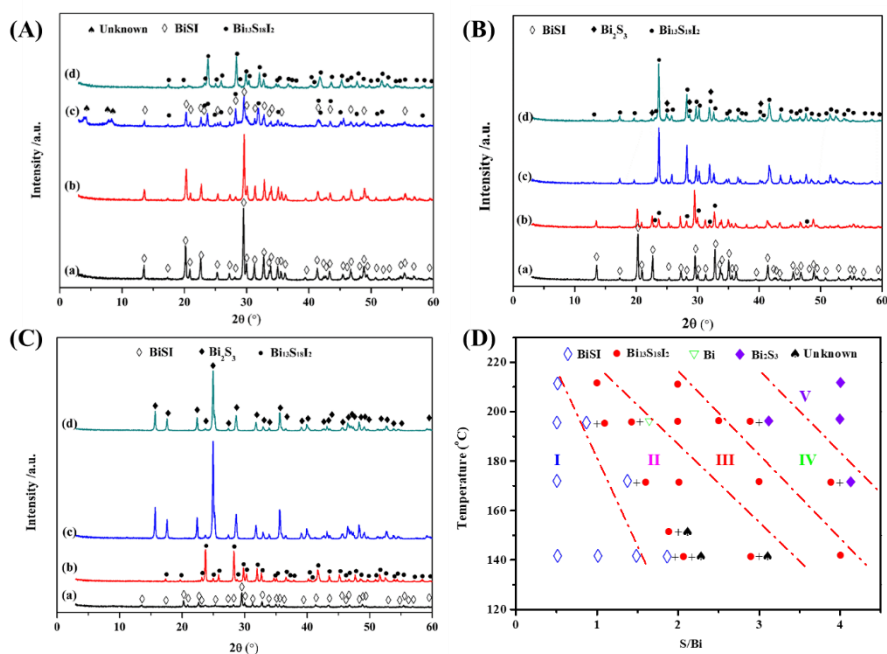 (A)
▲ Unknown ◇ BiSI ● Bi₁₃S₁₈I₂
(d)
(c)
(b)
(a)
Intensity /a.u.
0 10 20 30 40 50 60
2θ (°)
(B)
◇ BiSI ◆ Bi₂S₃ ● Bi₁₃S₁₈I₂
(d)
(c)
(b)
(a)
Intensity /a.u.
0 10 20 30 40 50 60
2θ (°)
(C)
◇ BiSI ◆ Bi₂S₃ ● Bi₁₃S₁₈I₂
(d)
(c)
(b)
(a)
Intensity /a.u.
0 10 20 30 40 50 60
2θ (°)
(D)
◇ BiSI ● Bi₁₃S₁₈I₂ ▽ Bi ◆ Bi₂S₃ ♠ Unknown
220
200
180
160
140
120
Temperature (°C)
I II III IV V
0 1 2 3 4
S/Bi